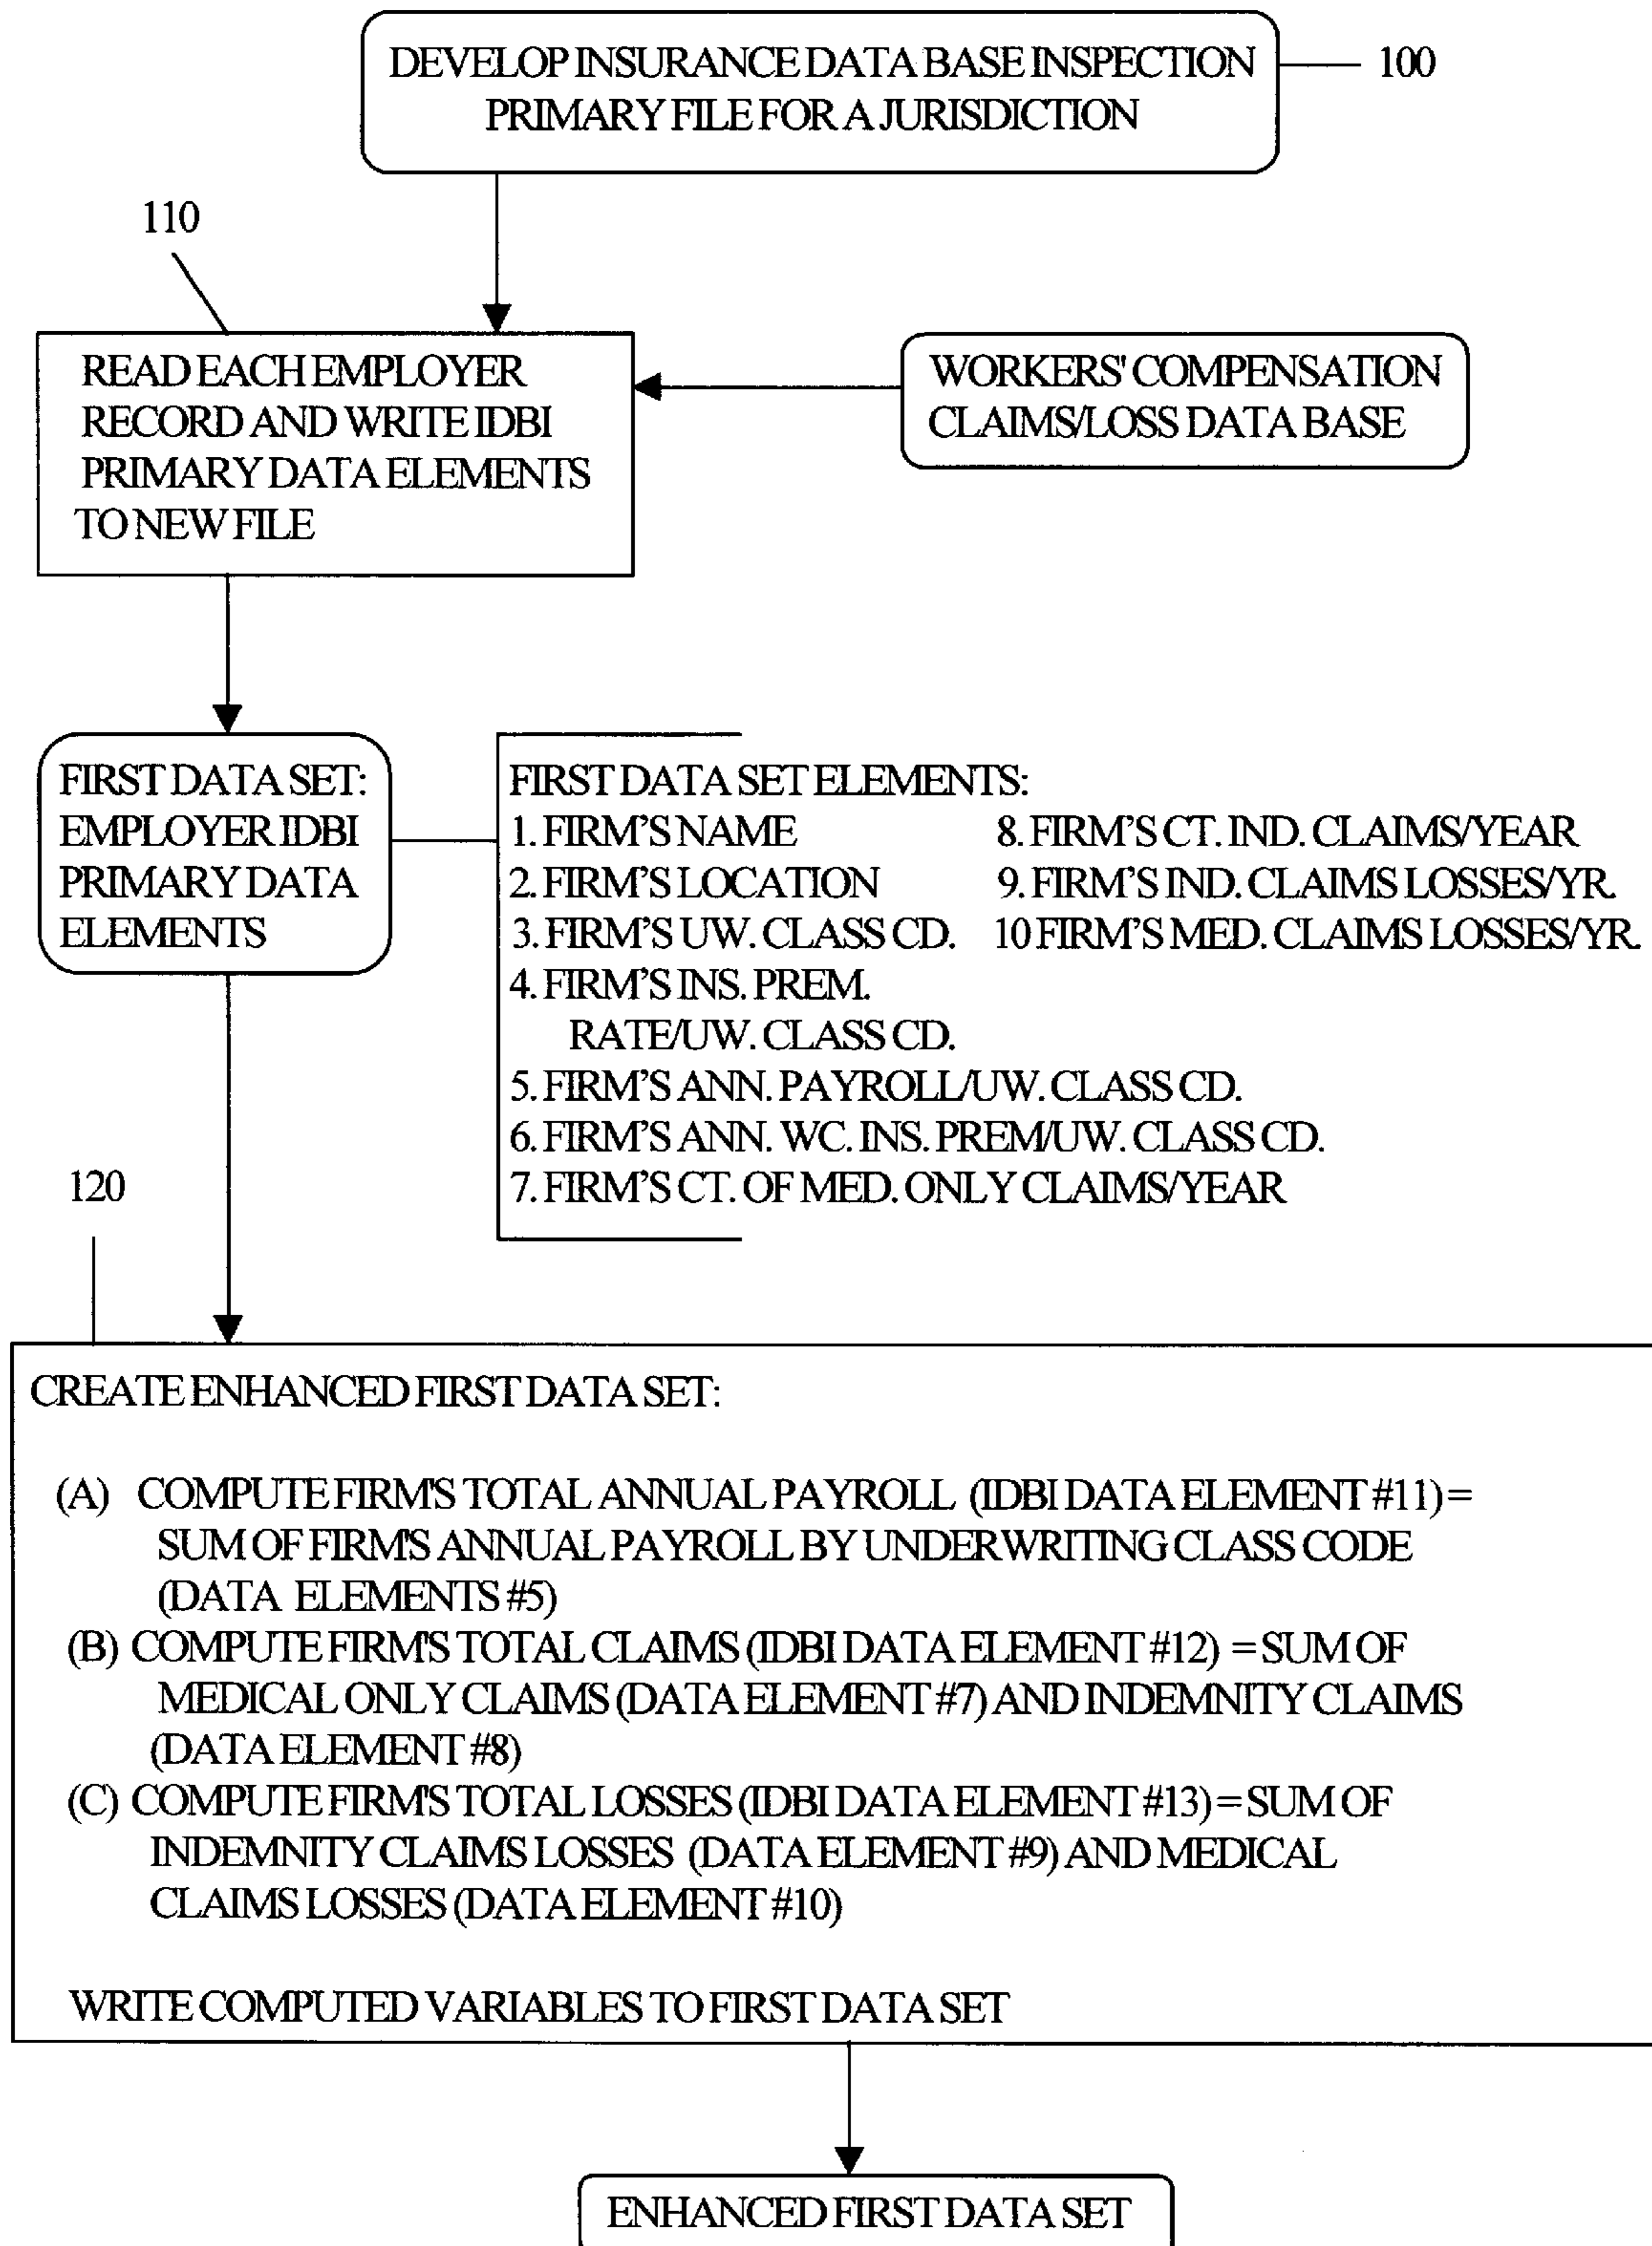 DEVELOP INSURANCE DATA BASE INSPECTION
PRIMARY FILE FOR A JURISDICTION
100
110
READ EACH EMPLOYER
RECORD AND WRITE IDBI
PRIMARY DATA ELEMENTS
TO NEW FILE
WORKERS' COMPENSATION
CLAIMS/LOSS DATA BASE
FIRST DATA SET:
EMPLOYER IDBI
PRIMARY DATA
ELEMENTS
FIRST DATA SET ELEMENTS:
1. FIRM'S NAME
2. FIRM'S LOCATION
3. FIRM'S UW. CLASS CD.
4. FIRM'S INS. PREM.
RATE/UW. CLASS CD.
5. FIRM'S ANN. PAYROLL/UW. CLASS CD.
6. FIRM'S ANN. WC. INS. PREM/UW. CLASS CD.
7. FIRM'S CT. OF MED. ONLY CLAIMS/YEAR
8. FIRM'S CT. IND. CLAIMS/YEAR
9. FIRM'S IND. CLAIMS LOSSES/YR.
10 FIRM'S MED. CLAIMS LOSSES/YR.
120
CREATE ENHANCED FIRST DATA SET:
(A) COMPUTE FIRM'S TOTAL ANNUAL PAYROLL (IDBI DATA ELEMENT #11) =
SUM OF FIRM'S ANNUAL PAYROLL BY UNDERWRITING CLASS CODE
(DATA ELEMENTS #5)
(B) COMPUTE FIRM'S TOTAL CLAIMS (IDBI DATA ELEMENT #12) = SUM OF
MEDICAL ONLY CLAIMS (DATA ELEMENT #7) AND INDEMNITY CLAIMS
(DATA ELEMENT #8)
(C) COMPUTE FIRM'S TOTAL LOSSES (IDBI DATA ELEMENT #13) = SUM OF
INDEMNITY CLAIMS LOSSES (DATA ELEMENT #9) AND MEDICAL
CLAIMS LOSSES (DATA ELEMENT #10)
WRITE COMPUTED VARIABLES TO FIRST DATA SET
ENHANCED FIRST DATA SET